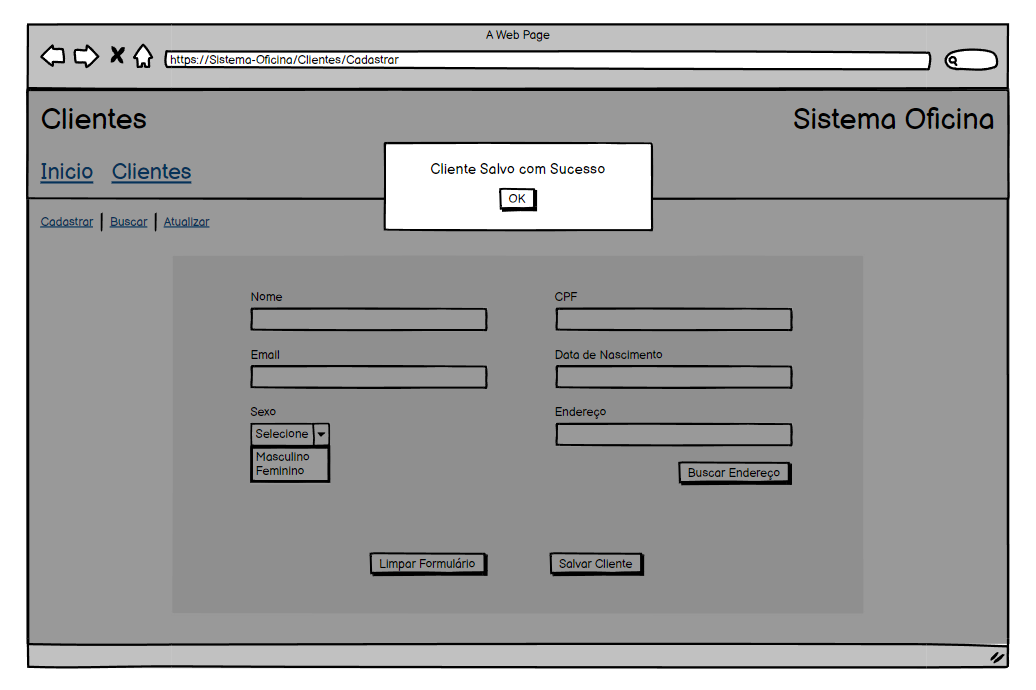 A Web Page
https://Sistema-Oficina/Clientes/Cadastrar
Clientes
Sistema Oficina
Inicio Clientes
Cliente Salvo com Sucesso
OK
Cadastrar Buscar Atualizar
Nome
CPF
Email
Data de Nascimento
Sexo
Endereço
Selecione
Masculino
Feminino
Buscar Endereço
Limpar Formulário
Salvar Cliente